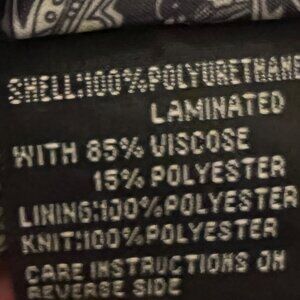 SHELL:100%POLYURETHANE
LAMINATED
WITH 85% VISCOSE
15% POLYESTER
LINING:100%POLYESTER
KNIT:100%POLYESTER
CARE INSTRUCTIONS ON
REVERSE SIDE